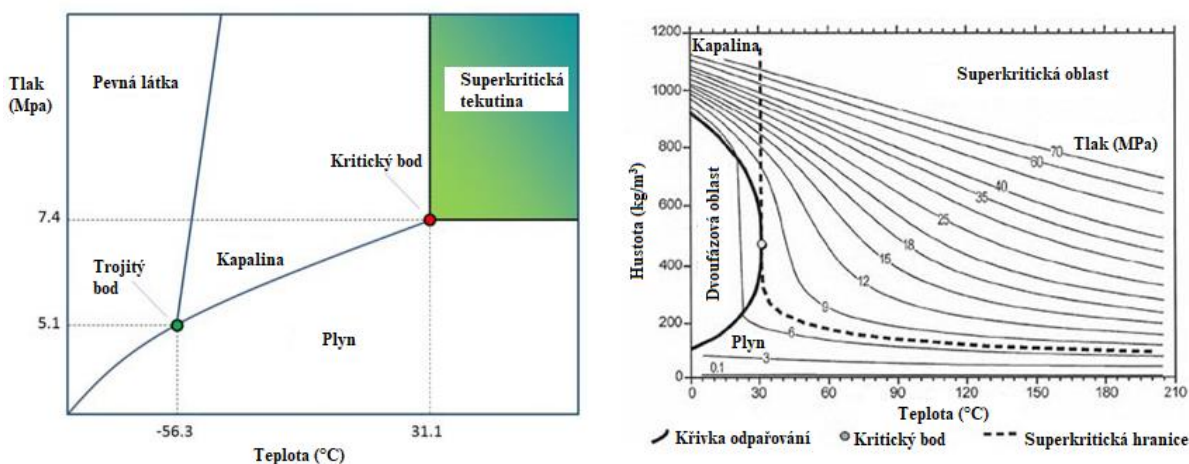 Tlak
(Mpa)
Pevná látka
Superkritická
tekutina
Kritický bod
7.4
Kapalina
Trojitý
bod
5.1
Plyn
-56.3
31.1
Teplota (°C)
1200
1000
800
600
400
200
0
Hustota (kg/m³)
Kapalina
Superkritická oblast
Tlak (MPa)
70
60
40
35
25
18
15
12
9
6
3
0.1
Dvoufázová oblast
Plyn
0
30
60
90
120
150
180
210
Teplota (°C)
Křivka odpařování
Kritický bod
Superkritická hranice